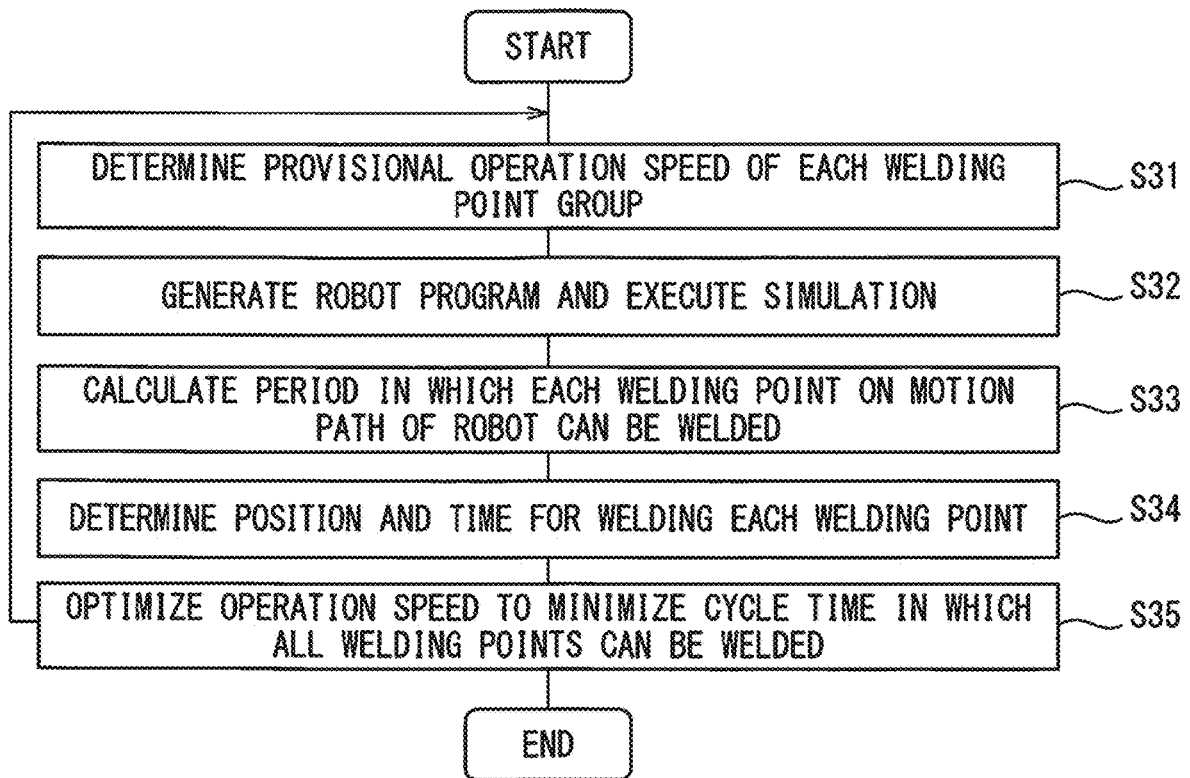 START
DETERMINE PROVISIONAL OPERATION SPEED OF EACH WELDING
POINT GROUP
S31
GENERATE ROBOT PROGRAM AND EXECUTE SIMULATION
S32
CALCULATE PERIOD IN WHICH EACH WELDING POINT ON MOTION
PATH OF ROBOT CAN BE WELDED
S33
DETERMINE POSITION AND TIME FOR WELDING EACH WELDING POINT
S34
OPTIMIZE OPERATION SPEED TO MINIMIZE CYCLE TIME IN WHICH
ALL WELDING POINTS CAN BE WELDED
S35
END